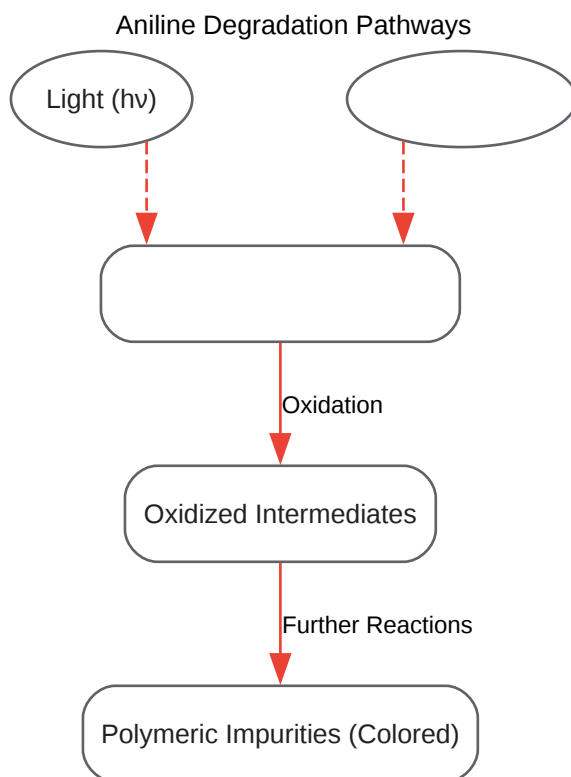 Aniline Degradation Pathways
Light (hν)
Oxidation
Oxidized Intermediates
Further Reactions
Polymeric Impurities (Colored)